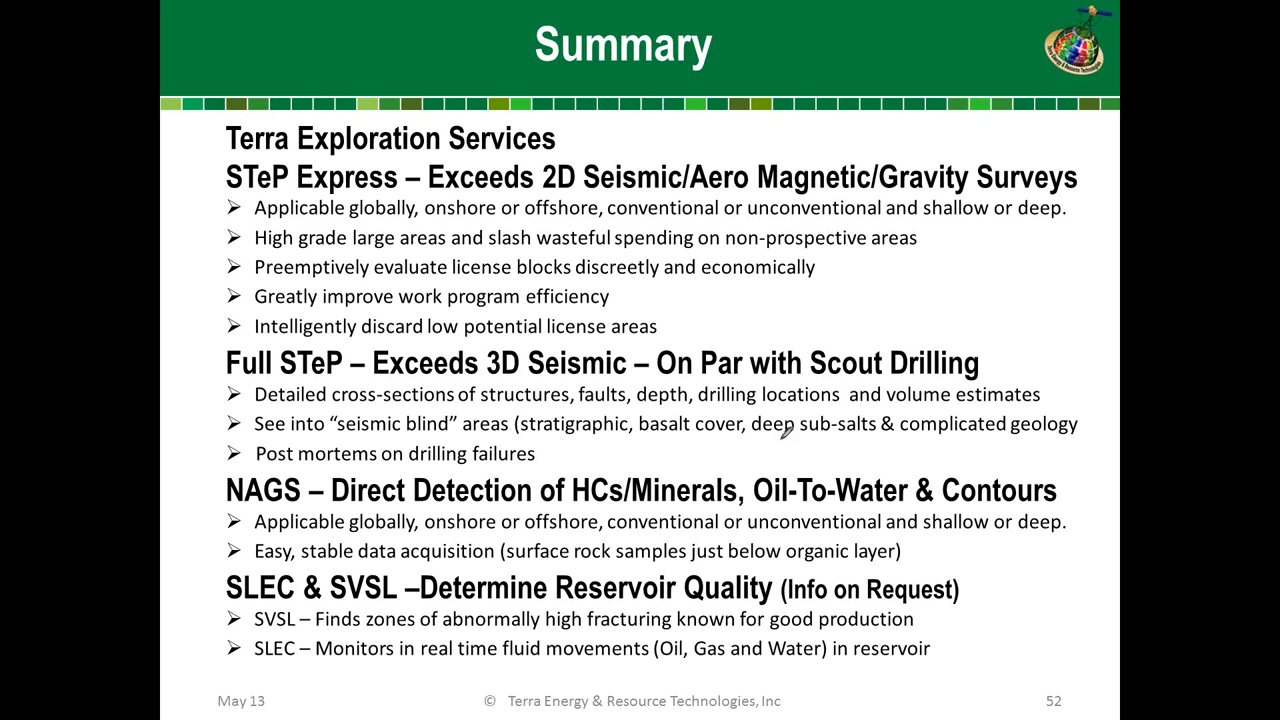 Summary
Terra Energy & Resource Technologies
Terra Exploration Services
STeP Express – Exceeds 2D Seismic/Aero Magnetic/Gravity Surveys
➢ Applicable globally, onshore or offshore, conventional or unconventional and shallow or deep.
➢ High grade large areas and slash wasteful spending on non-prospective areas
➢ Preemptively evaluate license blocks discreetly and economically
➢ Greatly improve work program efficiency
➢ Intelligently discard low potential license areas
Full STeP – Exceeds 3D Seismic – On Par with Scout Drilling
➢ Detailed cross-sections of structures, faults, depth, drilling locations and volume estimates
➢ See into “seismic blind” areas (stratigraphic, basalt cover, deep sub-salts & complicated geology
➢ Post mortems on drilling failures
NAGS – Direct Detection of HCs/Minerals, Oil-To-Water & Contours
➢ Applicable globally, onshore or offshore, conventional or unconventional and shallow or deep.
➢ Easy, stable data acquisition (surface rock samples just below organic layer)
SLEC & SVSL –Determine Reservoir Quality (Info on Request)
➢ SVSL – Finds zones of abnormally high fracturing known for good production
➢ SLEC – Monitors in real time fluid movements (Oil, Gas and Water) in reservoir
May 13
© Terra Energy & Resource Technologies, Inc
52